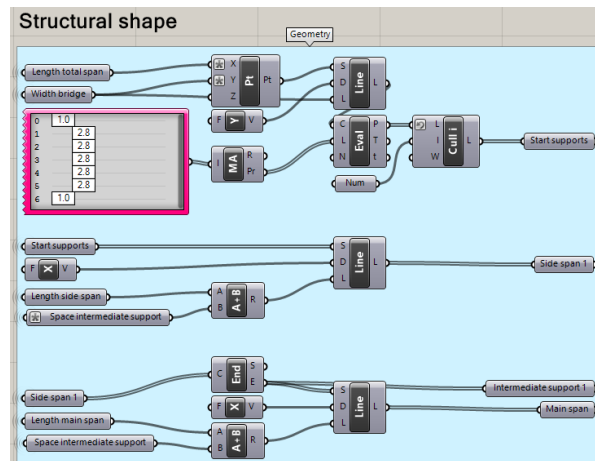 Structural shape
Geometry
Length total span
Width bridge
X
Y
Z
Pt
Pt
F
Y
V
S
D
L
Line
L
0 1.0
1 2.8
2 2.8
3 2.8
4 2.8
5 2.8
6 1.0
I
MA
R
Pr
C
L
N
Eval
P
T
t
Num
L
I
W
Cull i
L
Start supports
Start supports
F
X
V
Length side span
Space intermediate support
A
B
A+B
R
S
D
L
Line
L
Side span 1
Side span 1
Length main span
Space intermediate support
C
End
S
E
F
X
V
A
B
A+B
R
S
D
L
Line
L
Intermediate support 1
Main span